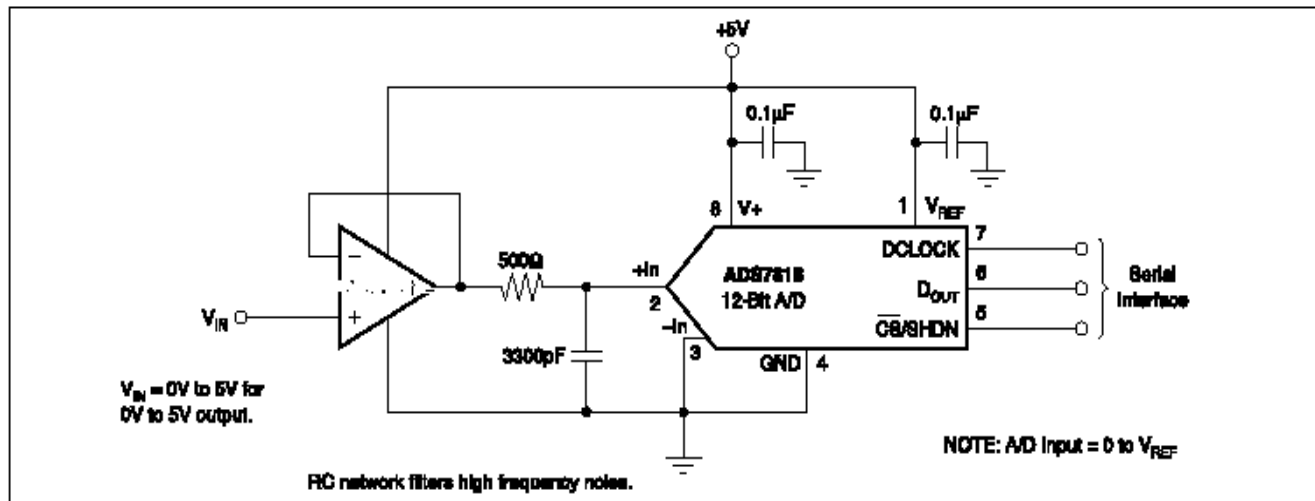 +5V
0.1µF
0.1µF
8
V+
1
VREF
500Ω
+In
2
–In
3
ADS7816
12-Bit A/D
DCLOCK
7
DOUT
6
CS/SHDN
5
Serial
Interface
–
+
VIN
3300pF
GND
4
VIN = 0V to 5V for
0V to 5V output.
NOTE: A/D Input = 0 to VREF
RC network filters high frequency noise.